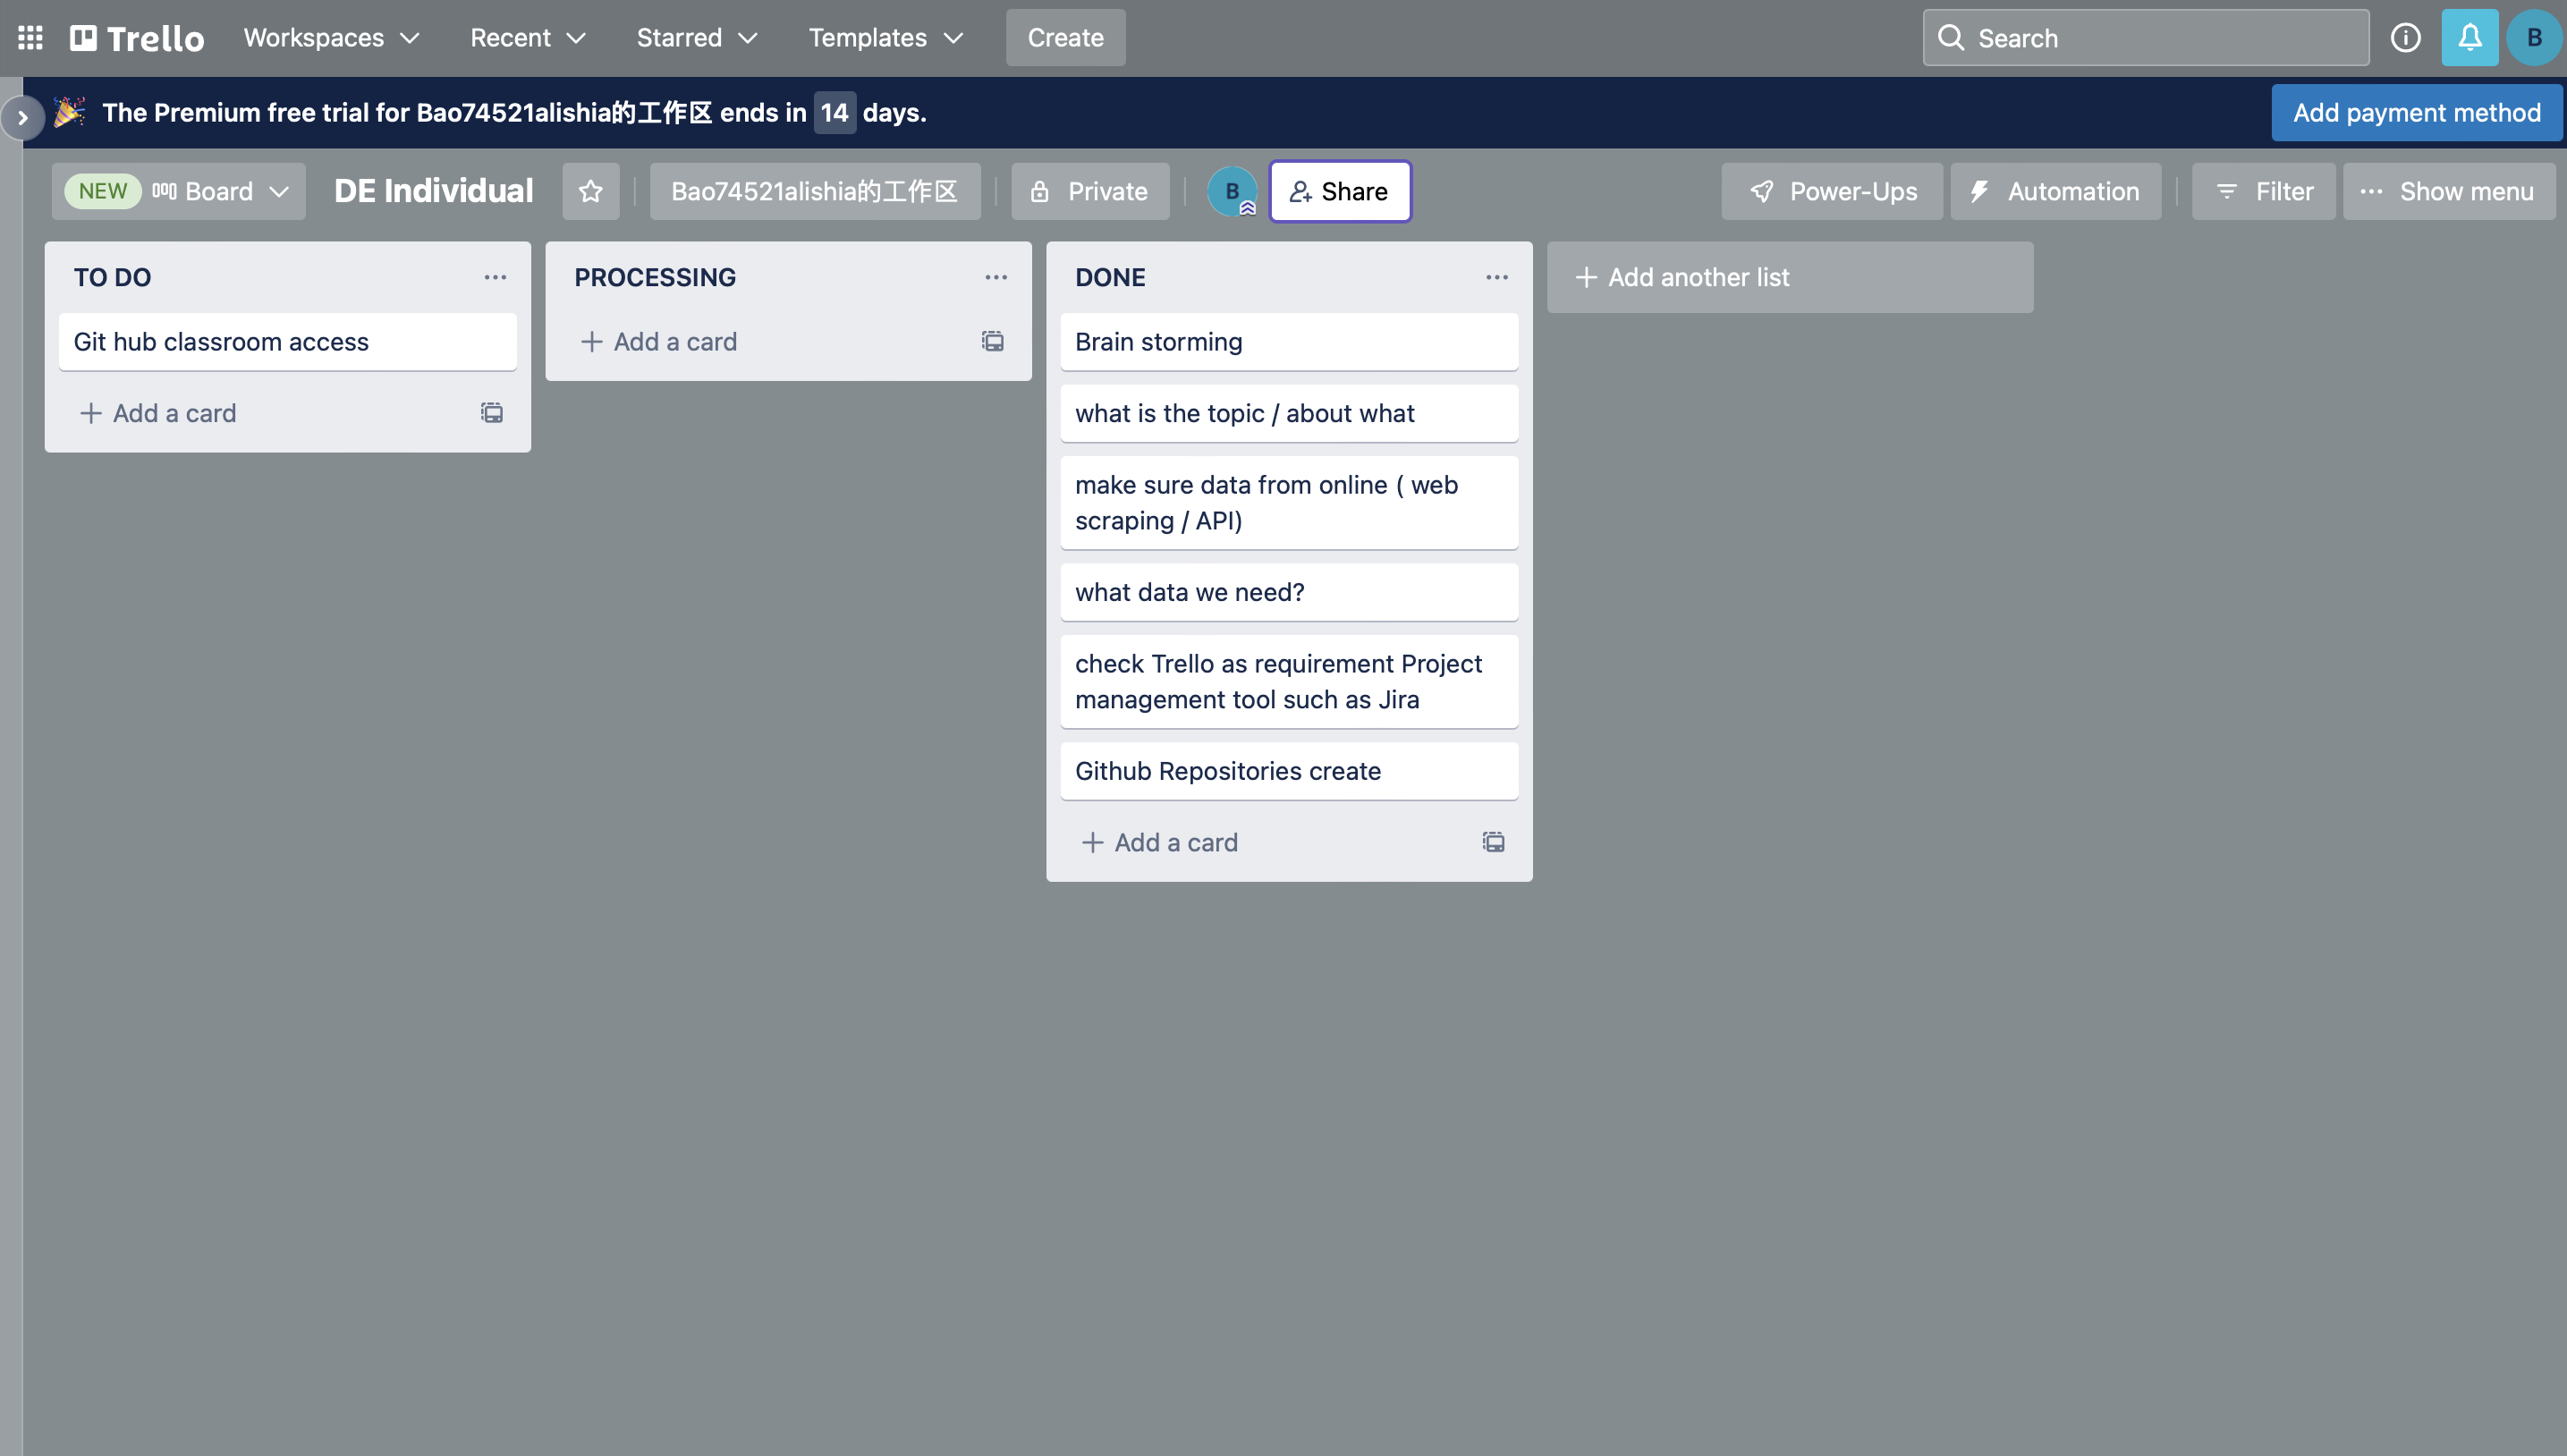 Trello Workspaces Recent Starred Templates Create Search B
The Premium free trial for Bao74521alishia的工作区 ends in 14 days. Add payment method
NEW Board DE Individual Bao74521alishia的工作区 Private B Share Power-Ups Automation Filter Show menu
TO DO
Git hub classroom access
Add a card
PROCESSING
Add a card
DONE
Brain storming
what is the topic / about what
make sure data from online ( web
scraping / API)
what data we need?
check Trello as requirement Project
management tool such as Jira
Github Repositories create
Add a card
Add another list